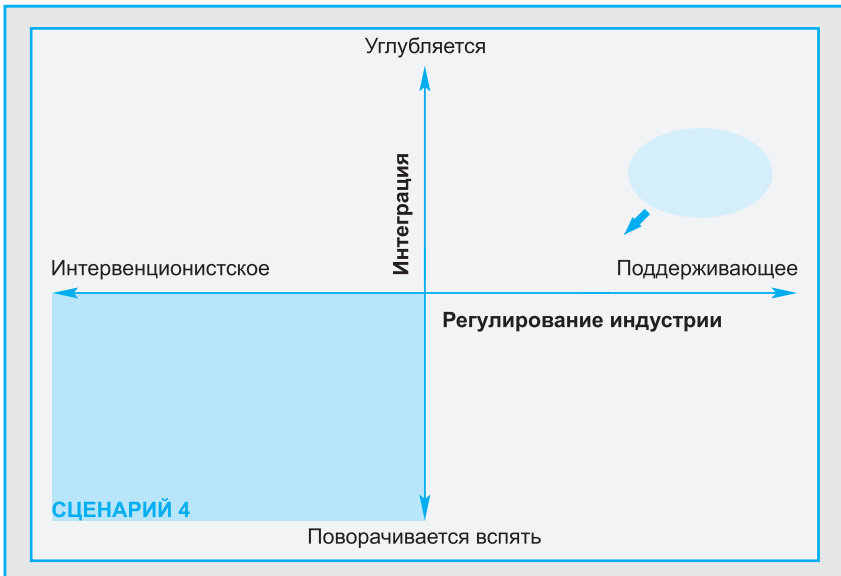 Углубляется
Интеграция
Интервенционистское
Поддерживающее
Регулирование индустрии
СЦЕНАРИЙ 4
Поворачивается вспять